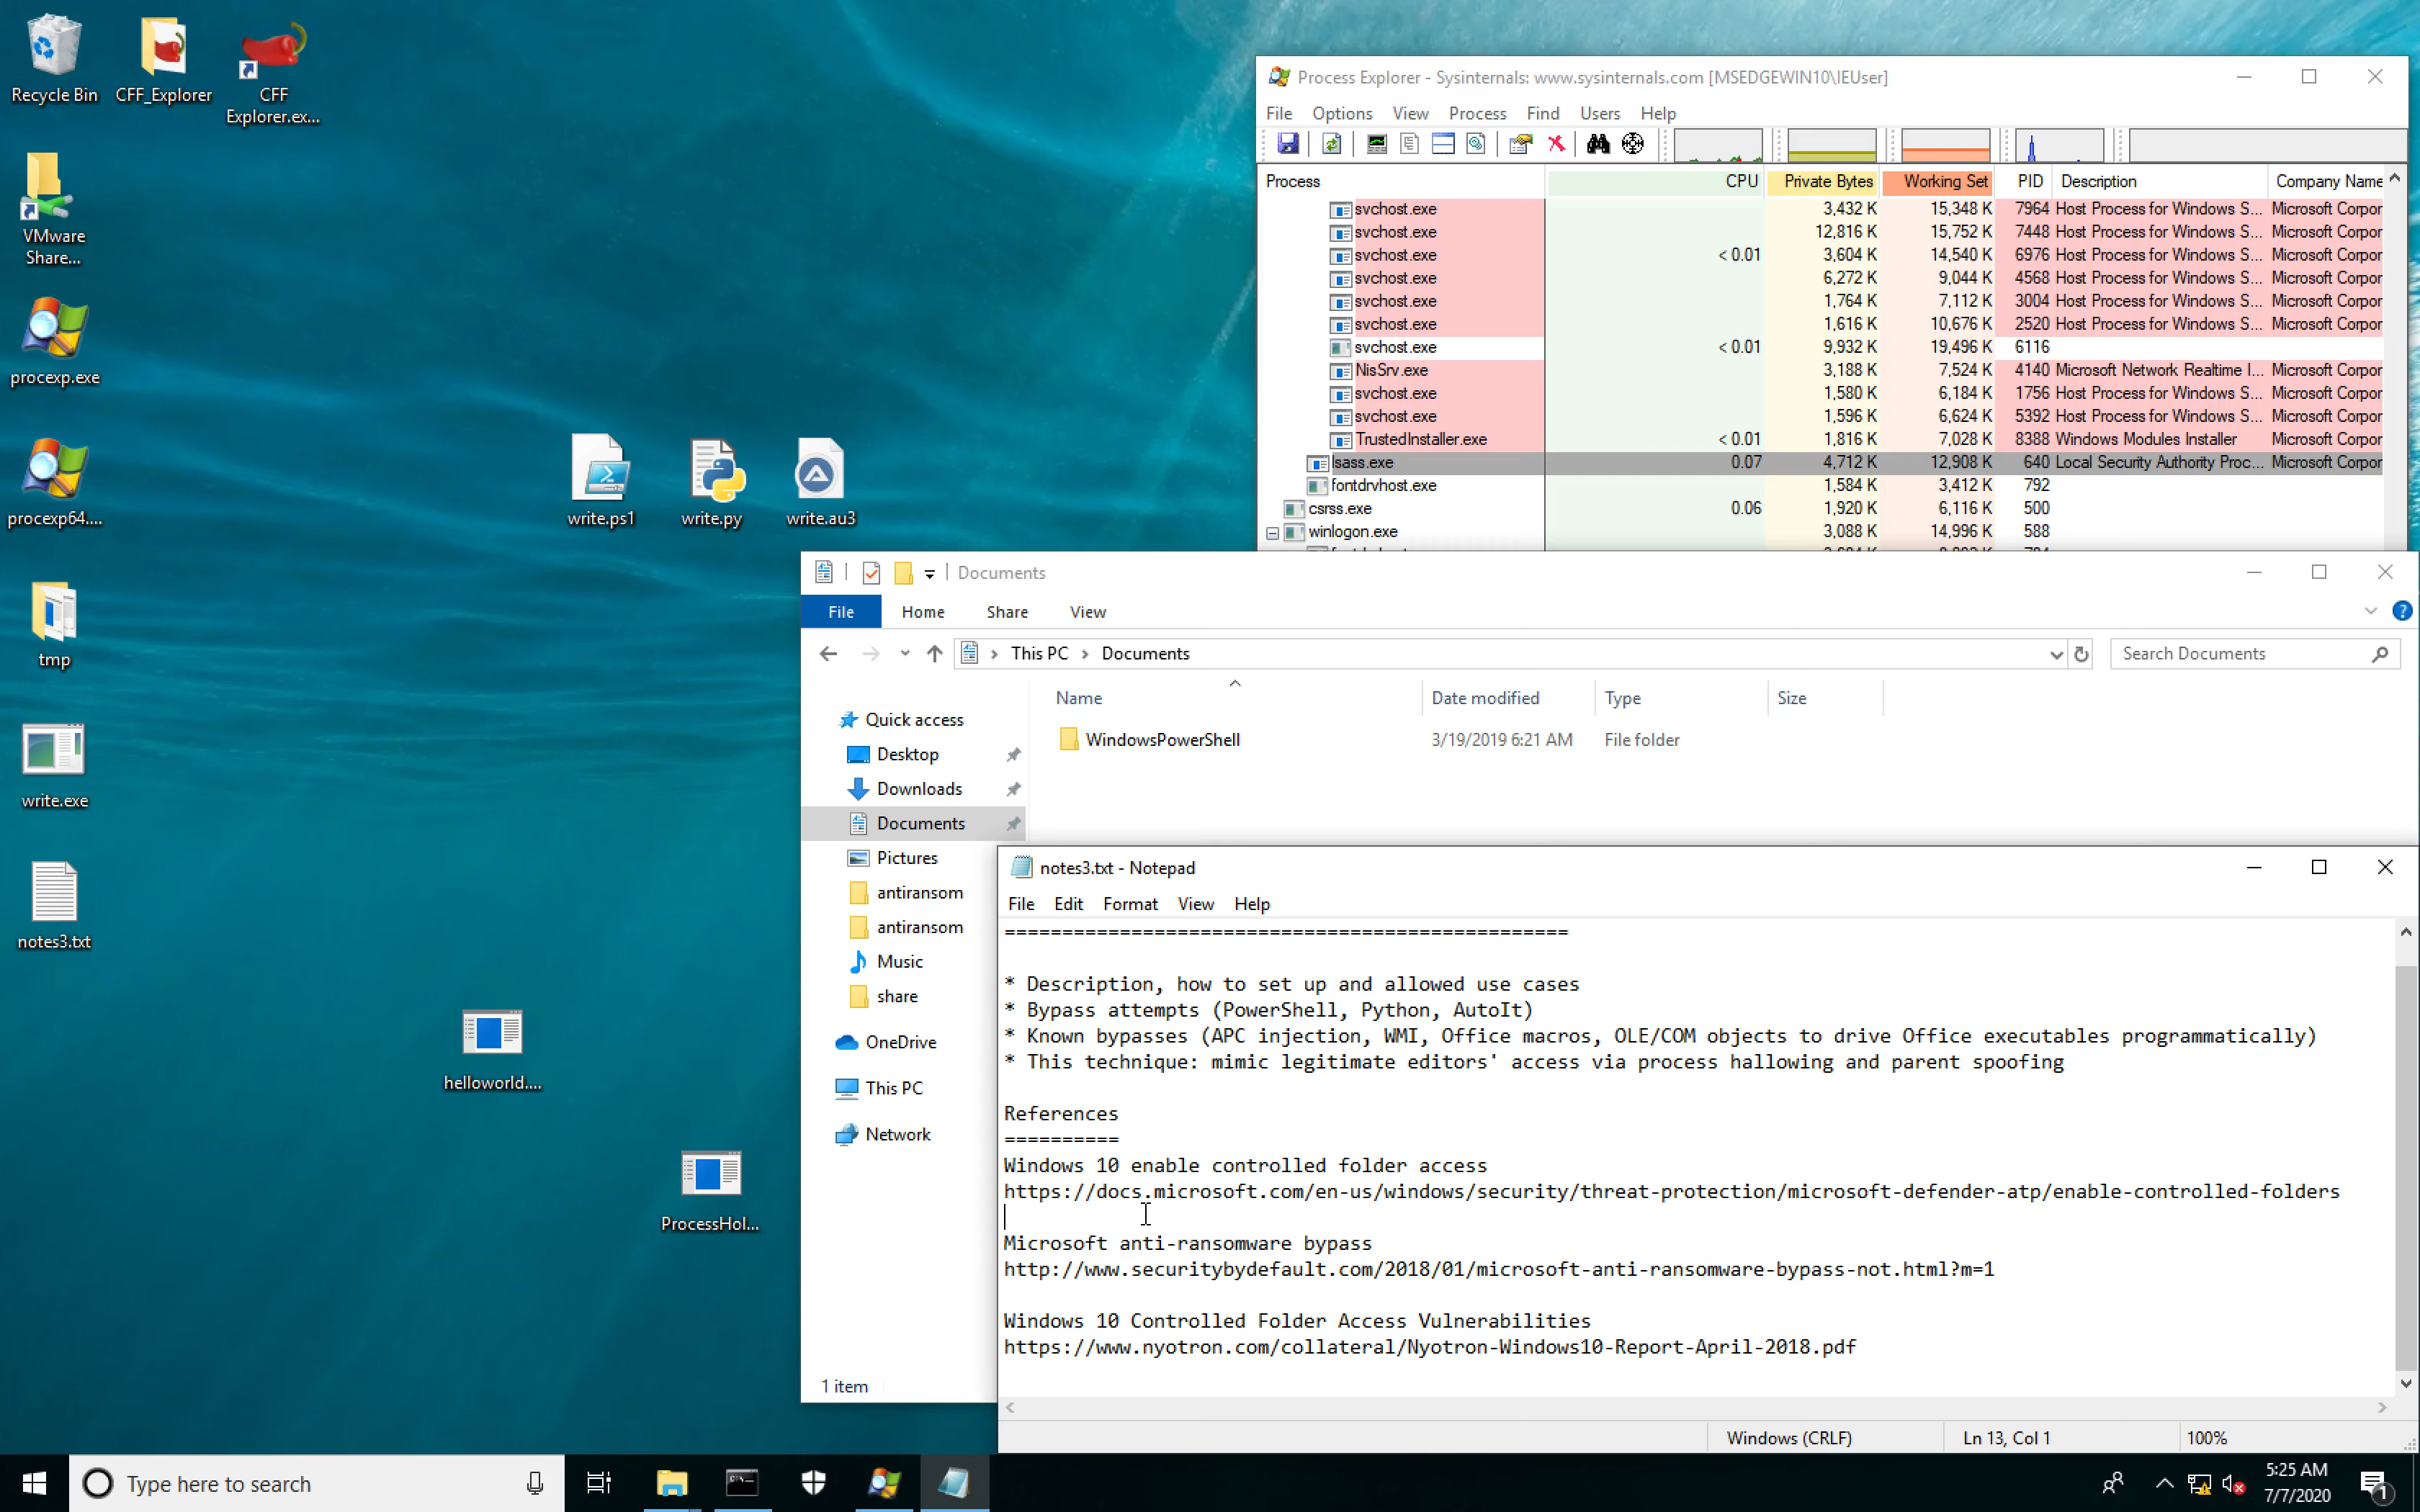 Recycle Bin
CFF_Explorer
CFF
Explorer.ex...
VMware
Share...
procexp.exe
procexp64....
tmp
write.exe
notes3.txt
write.ps1
write.py
write.au3
helloworld....
ProcessHol...
Process Explorer - Sysinternals: www.sysinternals.com [MSEDGEWIN10\IEUser]
File Options View Process Find Users Help
Process CPU Private Bytes Working Set PID Description Company Name
svchost.exe 3,432 K 15,348 K 7964 Host Process for Windows S... Microsoft Corpor
svchost.exe 12,816 K 15,752 K 7448 Host Process for Windows S... Microsoft Corpor
svchost.exe < 0.01 3,604 K 14,540 K 6976 Host Process for Windows S... Microsoft Corpor
svchost.exe 6,272 K 9,044 K 4568 Host Process for Windows S... Microsoft Corpor
svchost.exe 1,764 K 7,112 K 3004 Host Process for Windows S... Microsoft Corpor
svchost.exe 1,616 K 10,676 K 2520 Host Process for Windows S... Microsoft Corpor
svchost.exe < 0.01 9,932 K 19,496 K 6116
NisSrv.exe 3,188 K 7,524 K 4140 Microsoft Network Realtime I... Microsoft Corpor
svchost.exe 1,580 K 6,184 K 1756 Host Process for Windows S... Microsoft Corpor
svchost.exe 1,596 K 6,624 K 5392 Host Process for Windows S... Microsoft Corpor
TrustedInstaller.exe < 0.01 1,816 K 7,028 K 8388 Windows Modules Installer Microsoft Corpor
lsass.exe 0.07 4,712 K 12,908 K 640 Local Security Authority Proc... Microsoft Corpor
fontdrvhost.exe 1,584 K 3,412 K 792
csrss.exe 0.06 1,920 K 6,116 K 500
winlogon.exe 3,088 K 14,996 K 588
Documents
File Home Share View
This PC > Documents
Search Documents
Name Date modified Type Size
WindowsPowerShell 3/19/2019 6:21 AM File folder
Quick access
Desktop
Downloads
Documents
Pictures
antiransom
antiransom
Music
share
OneDrive
This PC
Network
1 item
notes3.txt - Notepad
File Edit Format View Help
=================================================
* Description, how to set up and allowed use cases
* Bypass attempts (PowerShell, Python, AutoIt)
* Known bypasses (APC injection, WMI, Office macros, OLE/COM objects to drive Office executables programmatically)
* This technique: mimic legitimate editors' access via process hallowing and parent spoofing
References
==========
Windows 10 enable controlled folder access
https://docs.microsoft.com/en-us/windows/security/threat-protection/microsoft-defender-atp/enable-controlled-folders
Microsoft anti-ransomware bypass
http://www.securitybydefault.com/2018/01/microsoft-anti-ransomware-bypass-not.html?m=1
Windows 10 Controlled Folder Access Vulnerabilities
https://www.nyotron.com/collateral/Nyotron-Windows10-Report-April-2018.pdf
Windows (CRLF) Ln 13, Col 1 100%
Type here to search
5:25 AM
7/7/2020
1